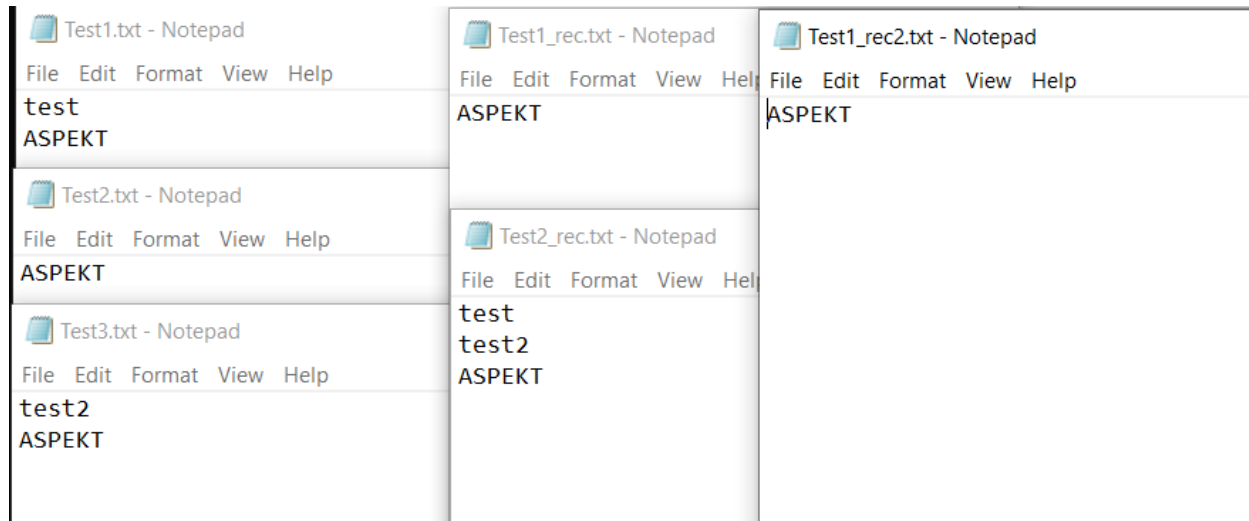 Test1.txt - Notepad
File Edit Format View Help
test
ASPEKT
Test2.txt - Notepad
File Edit Format View Help
ASPEKT
Test3.txt - Notepad
File Edit Format View Help
test2
ASPEKT
Test1_rec.txt - Notepad
File Edit Format View Help
ASPEKT
Test2_rec.txt - Notepad
File Edit Format View Help
test
test2
ASPEKT
Test1_rec2.txt - Notepad
File Edit Format View Help
ASPEKT